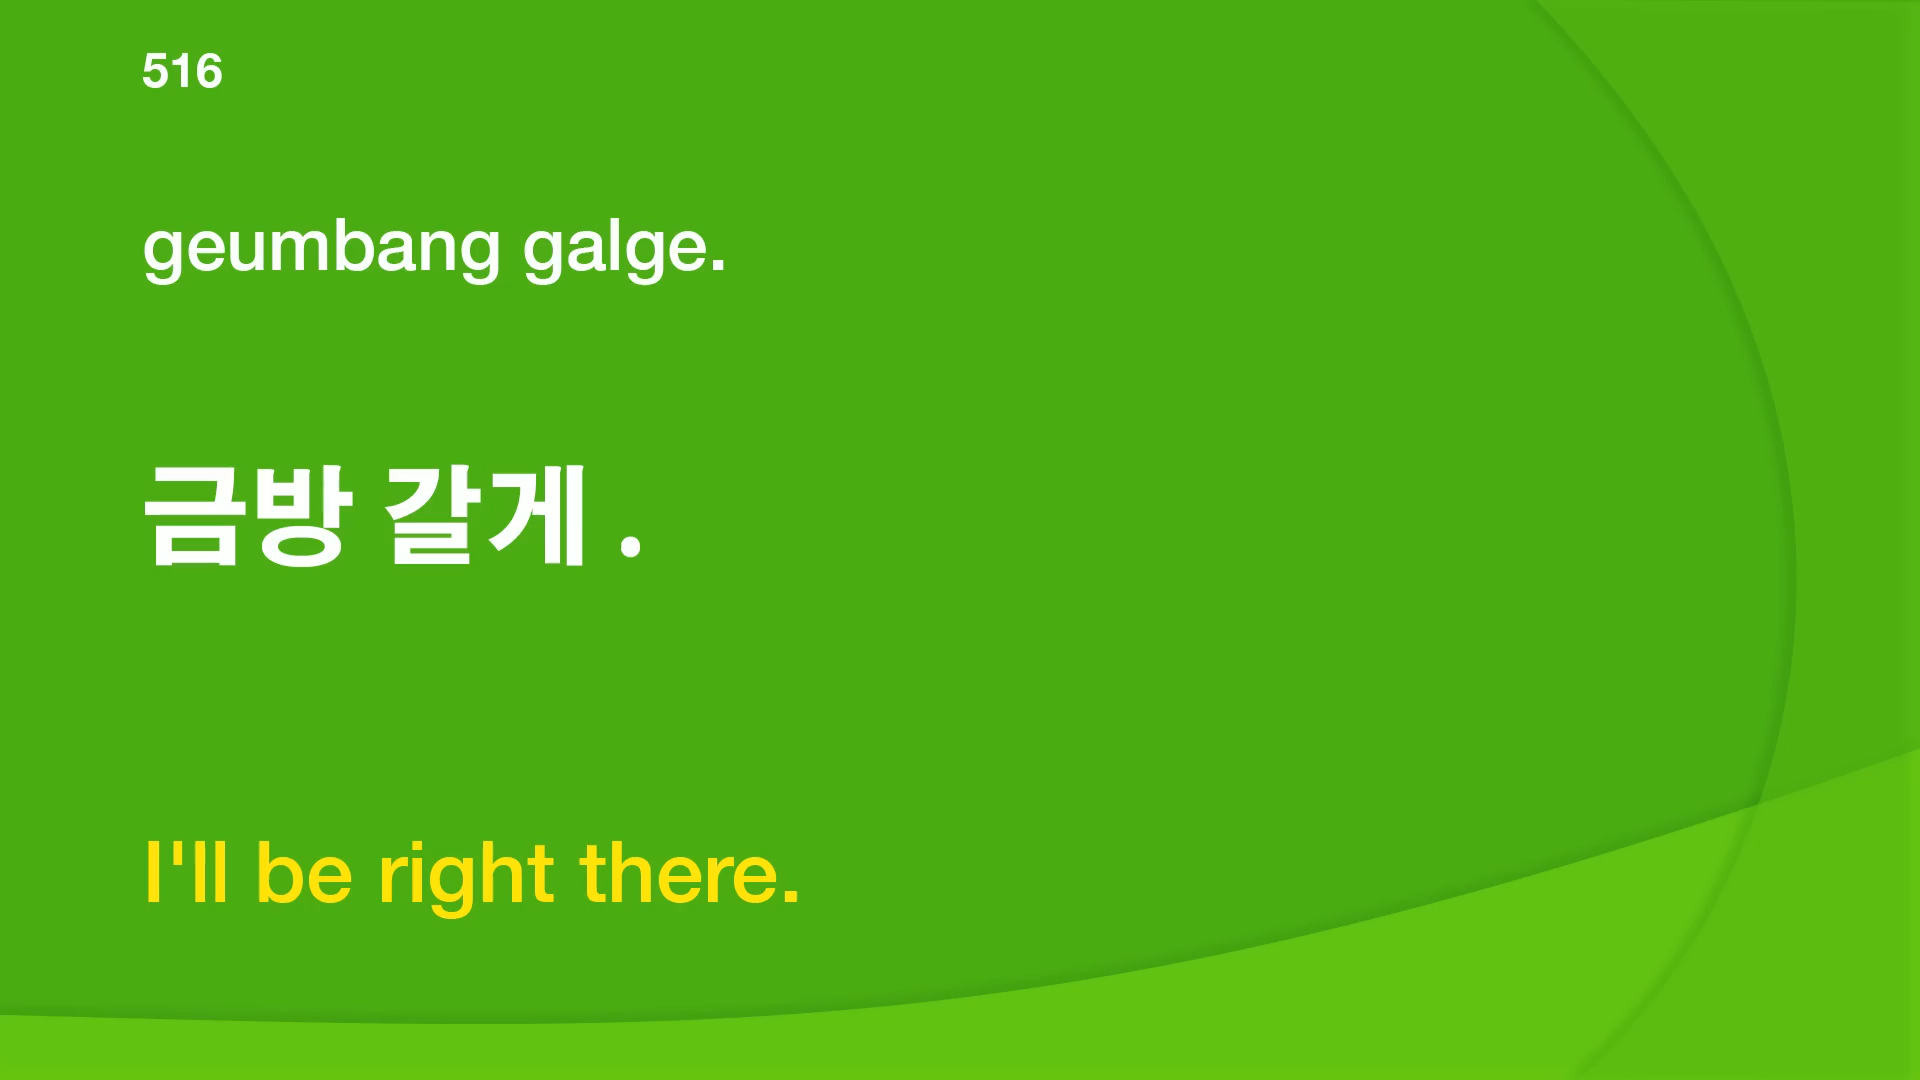 516
geumbang galge.
금방 갈게 .
I'll be right there.